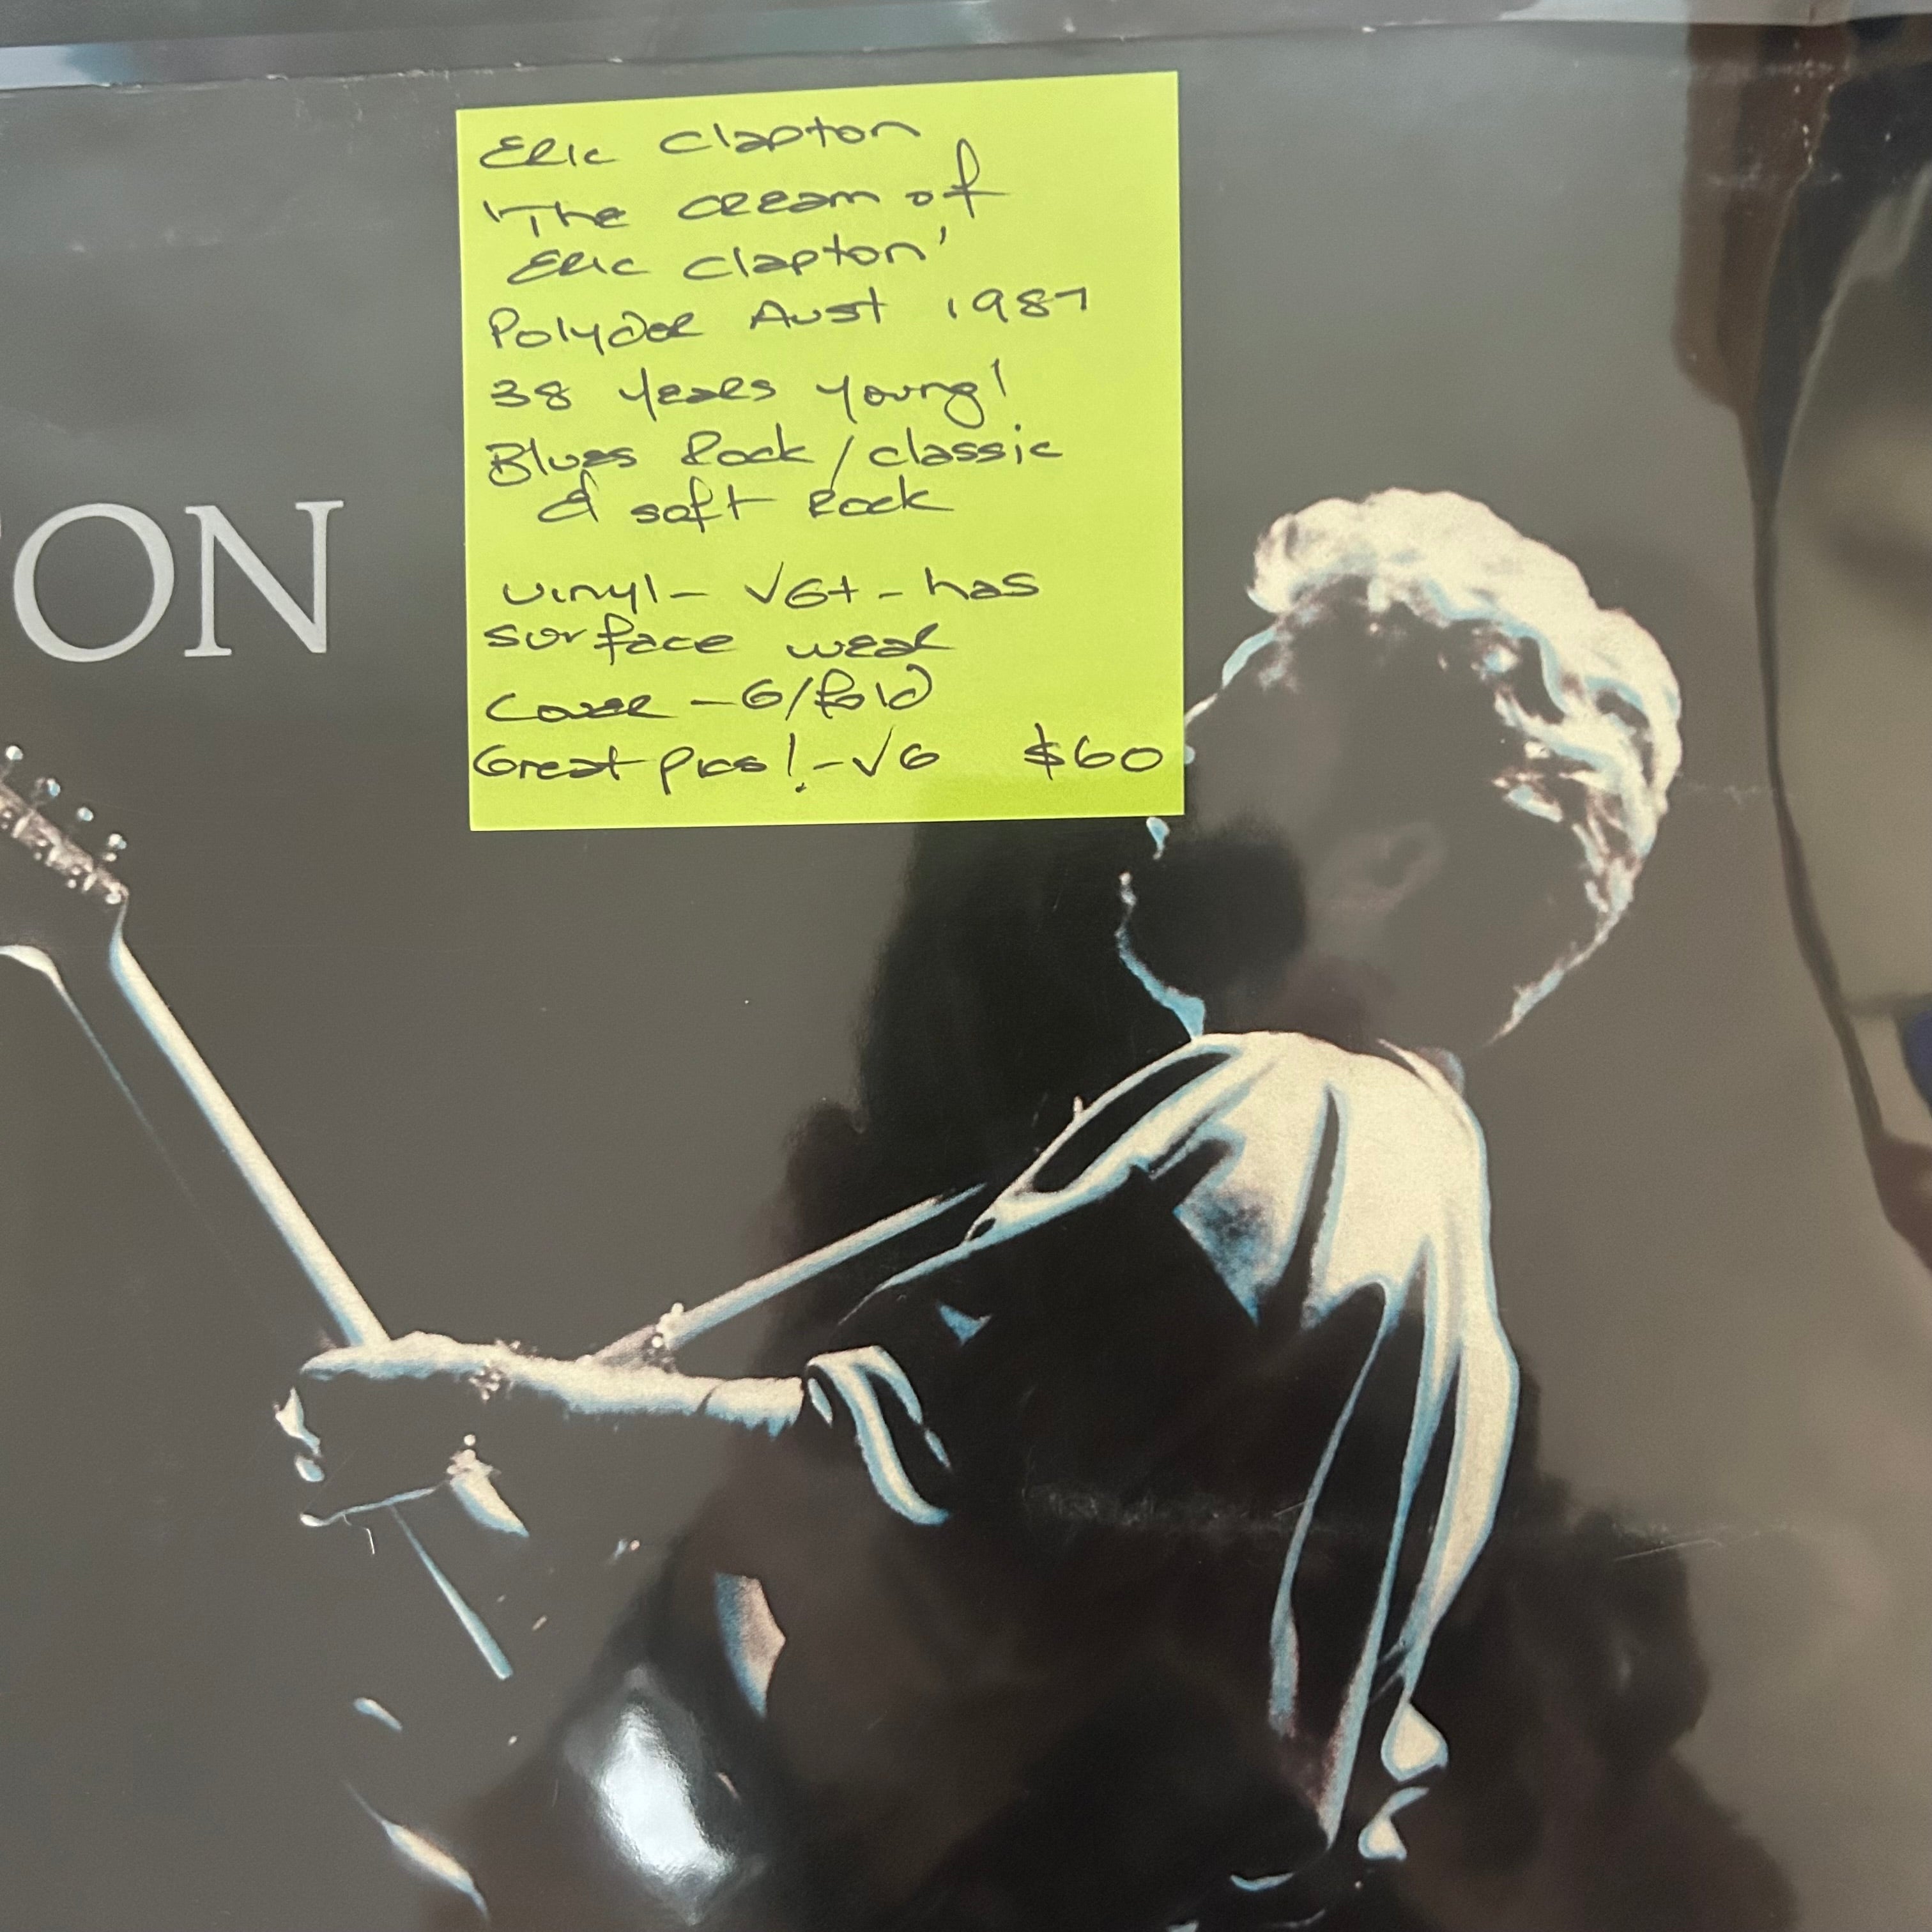 Eric Clapton
'The cream of
Eric Clapton'
Polydor Aust 1987
38 years young!
Blues Rock / classic
& soft Rock
vinyl - VG+ - has
surface wear
Cover - G/fold
Great pics! - VG $60
ON